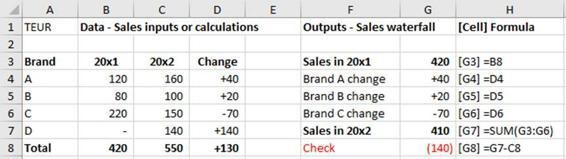 A B C D E F G H
1 TEUR Data - Sales inputs or calculations Outputs - Sales waterfall [Cell] Formula
2
3 Brand 20x1 20x2 Change Sales in 20x1 420 [G3] =B8
4 A 120 160 +40 Brand A change +40 [G4] =D4
5 B 80 100 +20 Brand B change +20 [G5] =D5
6 C 220 150 -70 Brand C change -70 [G6] =D6
7 D - 140 +140 Sales in 20x2 410 [G7] =SUM(G3:G6)
8 Total 420 550 +130 Check (140) [G8] =G7-C8